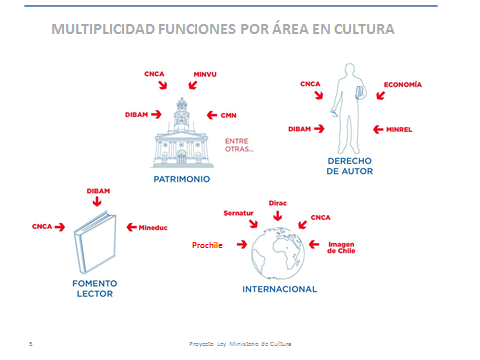 MULTIPLICIDAD FUNCIONES POR ÁREA EN CULTURA
CNCA
MINVU
DIBAM
CMN
ENTRE
OTRAS...
PATRIMONIO
CNCA
ECONOMÍA
DIBAM
MINREL
DERECHO
DE AUTOR
DIBAM
CNCA
Mineduc
FOMENTO
LECTOR
Dirac
Sernatur
CNCA
Prochile
Imagen
de Chile
INTERNACIONAL
Proyecto Ley Ministerio de Cultura